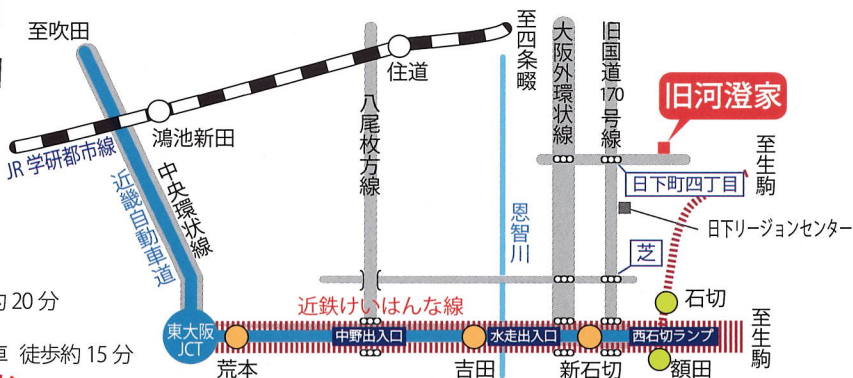 至吹田
住道
至四条畷
大阪外環状線
旧国道170号線
旧河澄家
鴻池新田
JR学研都市線
八尾枚方線
近畿自動車道
中央環状線
恩智川
日下町四丁目
至生駒
日下リージョンセンター
芝
約20分
近鉄けいはんな線
石切
東大阪
JCT
中野出入口
水走出入口
西石切ランプ
至生駒
車 徒歩約15分
荒本
吉田
新石切
額田